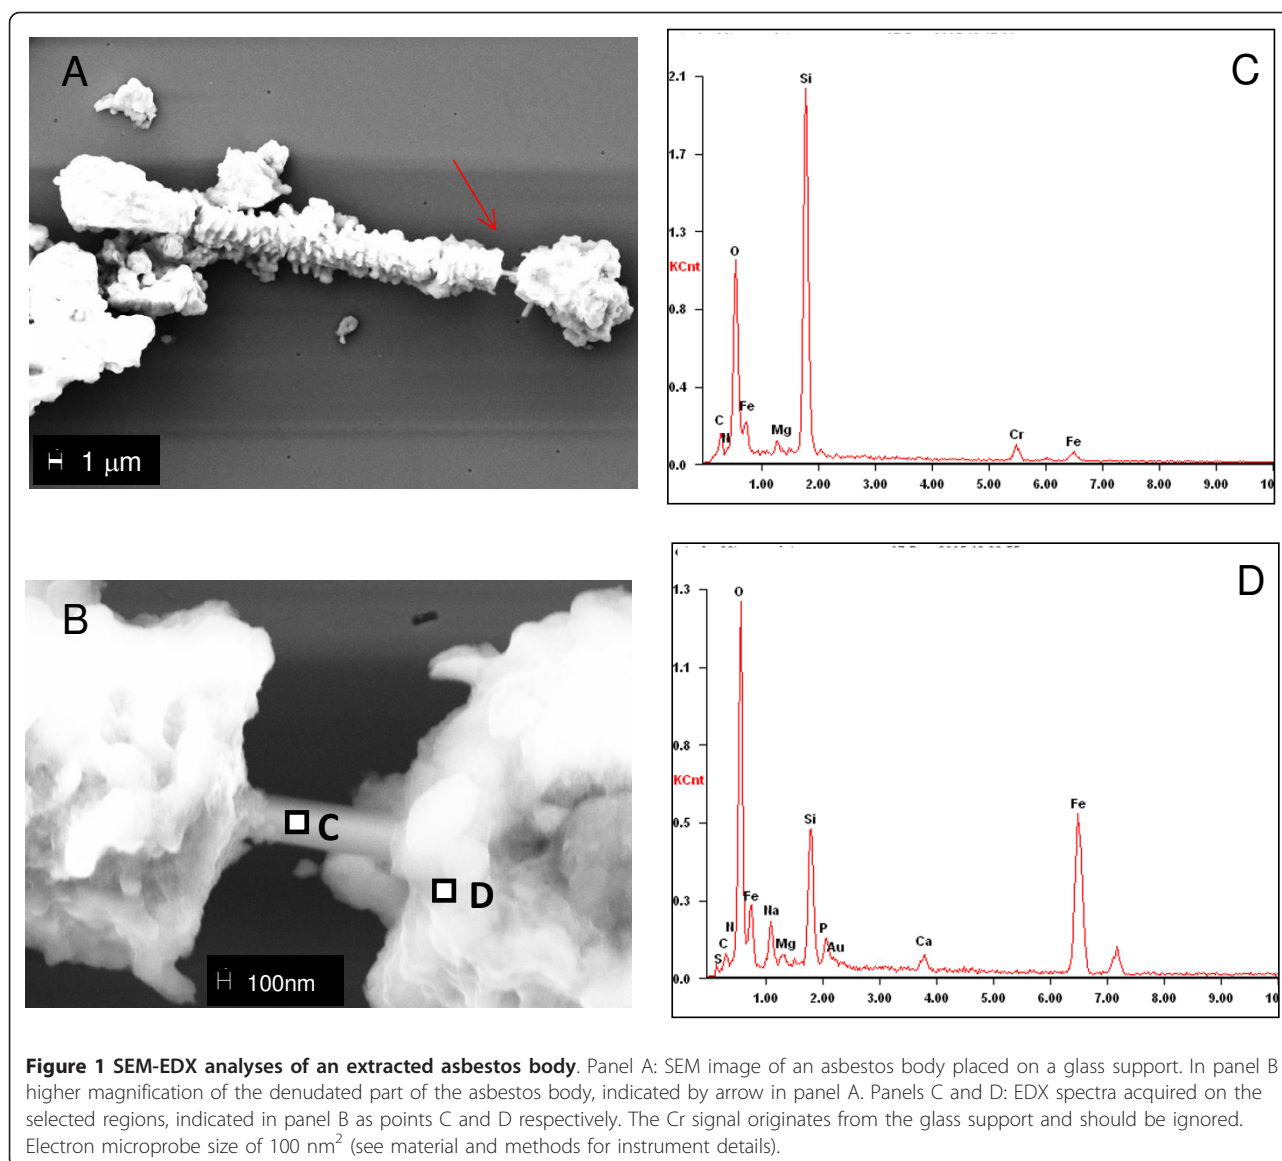 A
1 µm
C
2.1
1.7
1.3
KCnt
0.8
0.4
0.0
C
N
O
Fe
Mg
Si
Cr
Fe
1.00 2.00 3.00 4.00 5.00 6.00 7.00 8.00 9.00 10
B
C
D
100nm
D
1.3
1.1
0.8
KCnt
0.5
0.3
0.0
S
C
N
O
Fe
Na
Mg
Si
P
Au
Ca
Fe
1.00 2.00 3.00 4.00 5.00 6.00 7.00 8.00 9.00 10
Figure 1 SEM-EDX analyses of an extracted asbestos body. Panel A: SEM image of an asbestos body placed on a glass support. In panel B
higher magnification of the denudated part of the asbestos body, indicated by arrow in panel A. Panels C and D: EDX spectra acquired on the
selected regions, indicated in panel B as points C and D respectively. The Cr signal originates from the glass support and should be ignored.
Electron microprobe size of 100 nm² (see material and methods for instrument details).